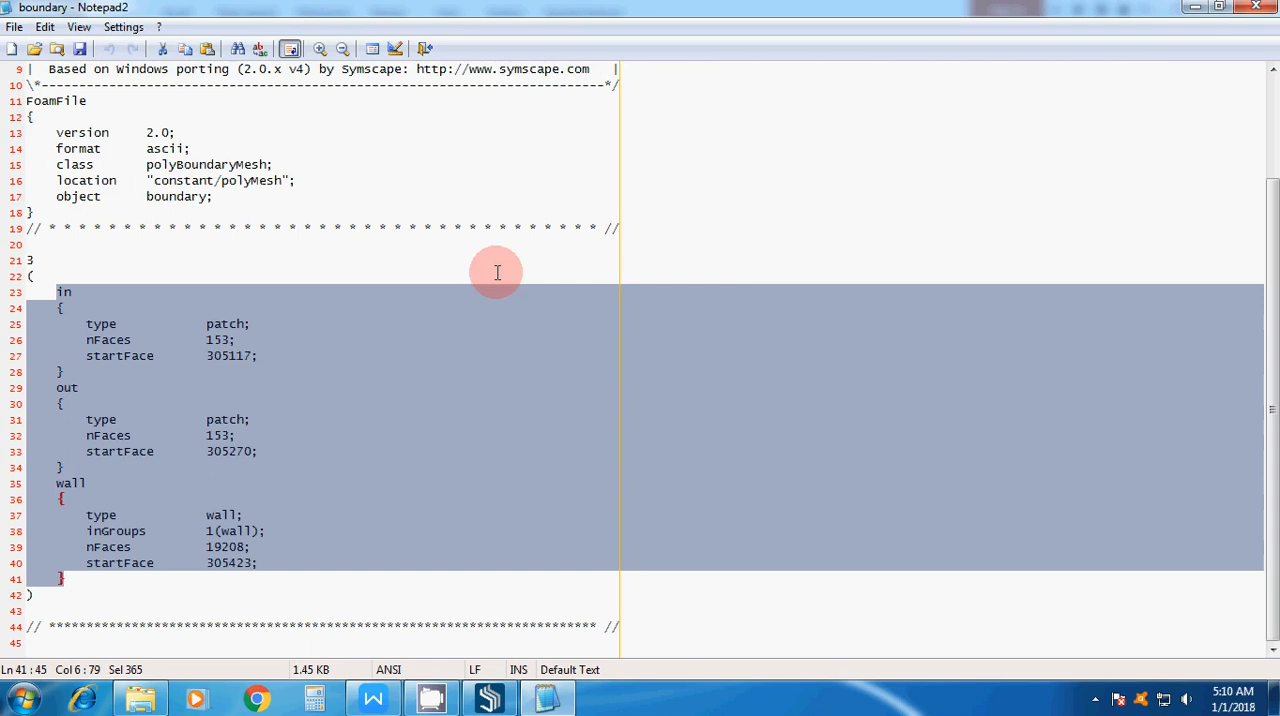 boundary - Notepad2
File Edit View Settings ?
9 | Based on Windows porting (2.0.x v4) by Symscape: http://www.symscape.com |
10 \*---------------------------------------------------------------------------*/
11 FoamFile
12 {
13 version 2.0;
14 format ascii;
15 class polyBoundaryMesh;
16 location "constant/polyMesh";
17 object boundary;
18 }
19 // * * * * * * * * * * * * * * * * * * * * * * * * * * * * * * * * * * * * * //
20
21 3
22 (
23 in
24 {
25 type patch;
26 nFaces 153;
27 startFace 305117;
28 }
29 out
30 {
31 type patch;
32 nFaces 153;
33 startFace 305270;
34 }
35 wall
36 {
37 type wall;
38 inGroups 1(wall);
39 nFaces 19208;
40 startFace 305423;
41 }
42 )
43
44 // ************************************************************************* //
45
Ln 41 : 45 Col 6 : 79 Sel 365 1.45 KB ANSI LF INS Default Text
5:10 AM
1/1/2018